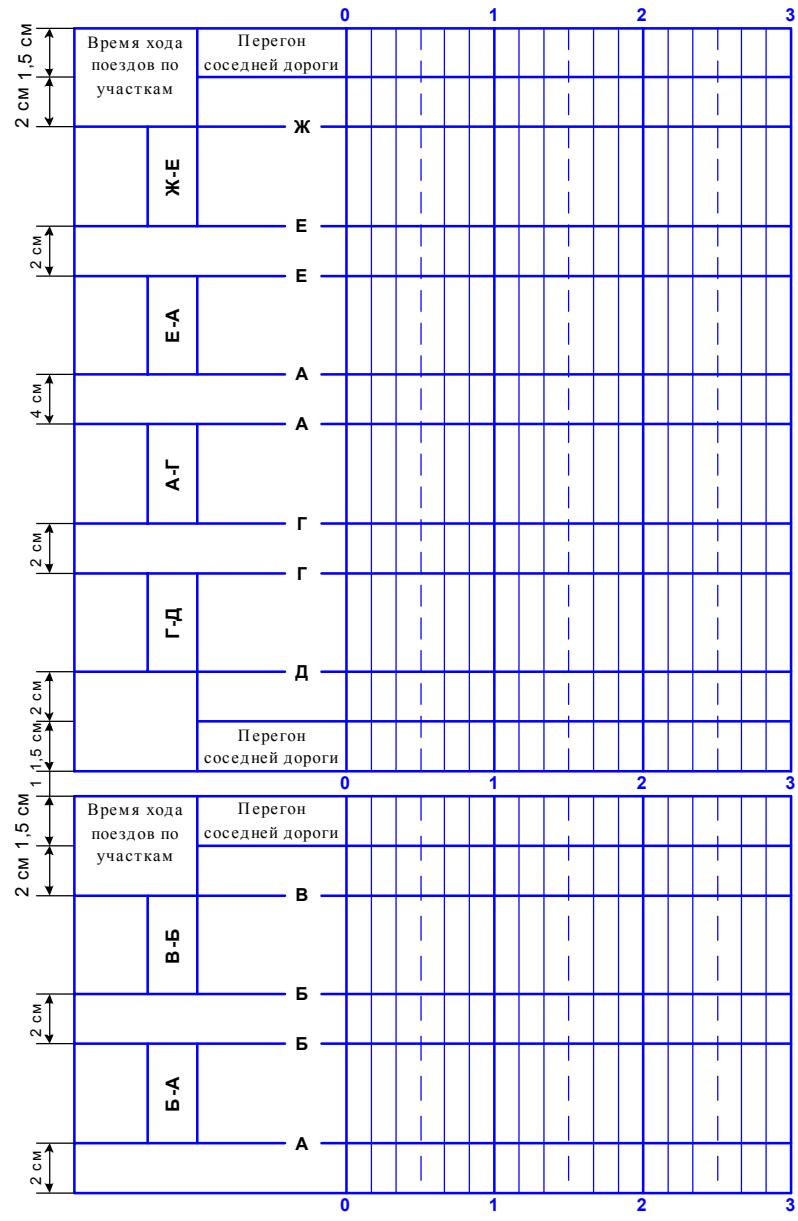 0 1 2 3
Время хода
поездов по
участкам
Перегон
соседней дороги
1,5 см
2 см
Ж
Ж-Е
Е
2 см
Е
Е-А
А
4 см
А
А-Г
Г
2 см
Г
Г-Д
Д
2 см
1,5 см
Перегон
соседней дороги
0 1 2 3
1
Время хода
поездов по
участкам
Перегон
соседней дороги
1,5 см
2 см
В
В-Б
Б
2 см
Б
Б-А
А
2 см
0 1 2 3